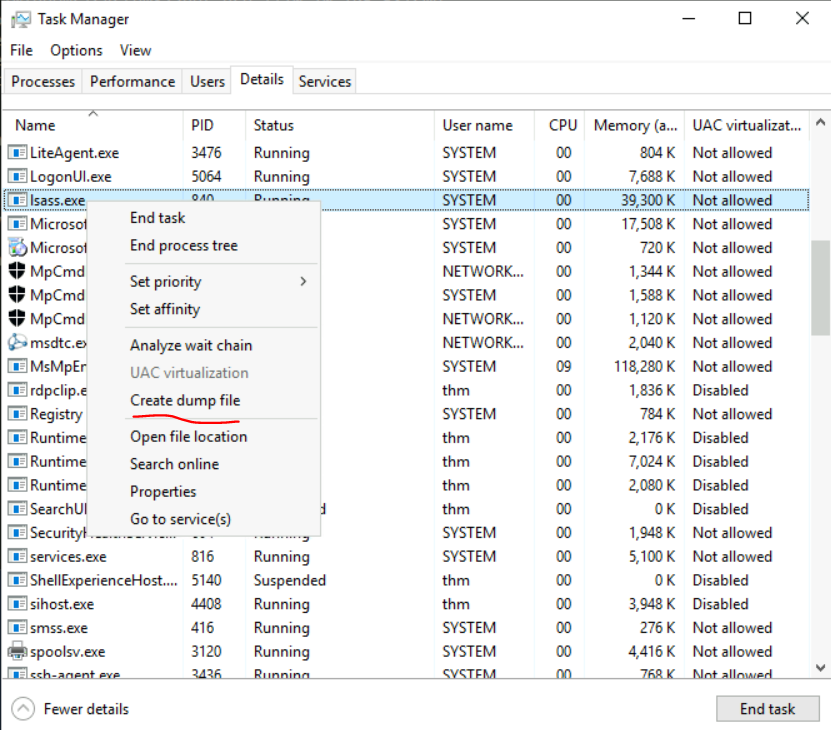 Task Manager
File Options View
Processes Performance Users Details Services
Name PID Status User name CPU Memory (a... UAC virtualizat...
LiteAgent.exe 3476 Running SYSTEM 00 804 K Not allowed
LogonUI.exe 5064 Running SYSTEM 00 7,688 K Not allowed
lsass.exe 840 Running SYSTEM 00 39,300 K Not allowed
Microsof SYSTEM 00 17,508 K Not allowed
Microsof SYSTEM 00 720 K Not allowed
MpCmd NETWORK... 00 1,344 K Not allowed
MpCmd SYSTEM 00 1,588 K Not allowed
MpCmd NETWORK... 00 1,120 K Not allowed
msdtc.ex NETWORK... 00 2,040 K Not allowed
MsMpEn SYSTEM 09 118,280 K Not allowed
rdpclip.e thm 00 1,836 K Disabled
Registry SYSTEM 00 784 K Not allowed
Runtime thm 00 2,176 K Disabled
Runtime thm 00 7,024 K Disabled
Runtime thm 00 2,080 K Disabled
SearchUI thm 00 0 K Disabled
SYSTEM 00 1,948 K Not allowed
services.exe 816 Running SYSTEM 00 5,100 K Not allowed
ShellExperienceHost.... 5140 Suspended thm 00 0 K Disabled
sihost.exe 4408 Running thm 00 3,948 K Disabled
smss.exe 416 Running SYSTEM 00 276 K Not allowed
spoolsv.exe 3120 Running SYSTEM 00 4,416 K Not allowed
ssh-agent.exe 3436 Running SYSTEM 00 768 K Not allowed
End task
End process tree
Set priority
Set affinity
Analyze wait chain
UAC virtualization
Create dump file
Open file location
Search online
Properties
Go to service(s)
Fewer details End task